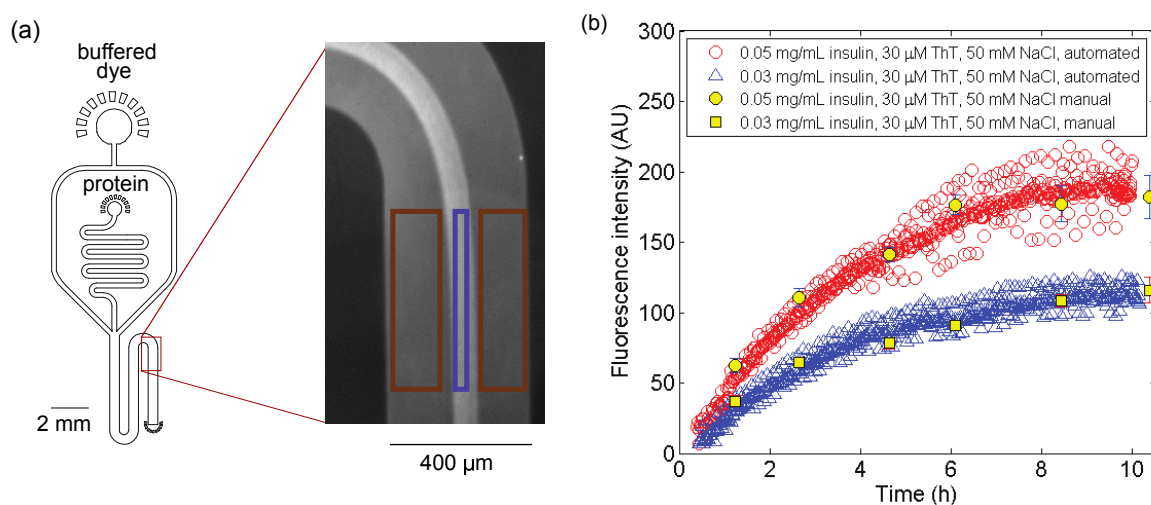 (a)
buffered
dye
protein
2 mm
400 µm
(b)
300
250
200
150
100
50
0
Fluorescence intensity (AU)
0.05 mg/mL insulin, 30 µM ThT, 50 mM NaCl, automated
0.03 mg/mL insulin, 30 µM ThT, 50 mM NaCl, automated
0.05 mg/mL insulin, 30 µM ThT, 50 mM NaCl manual
0.03 mg/mL insulin, 30 µM ThT, 50 mM NaCl, manual
0 2 4 6 8 10
Time (h)